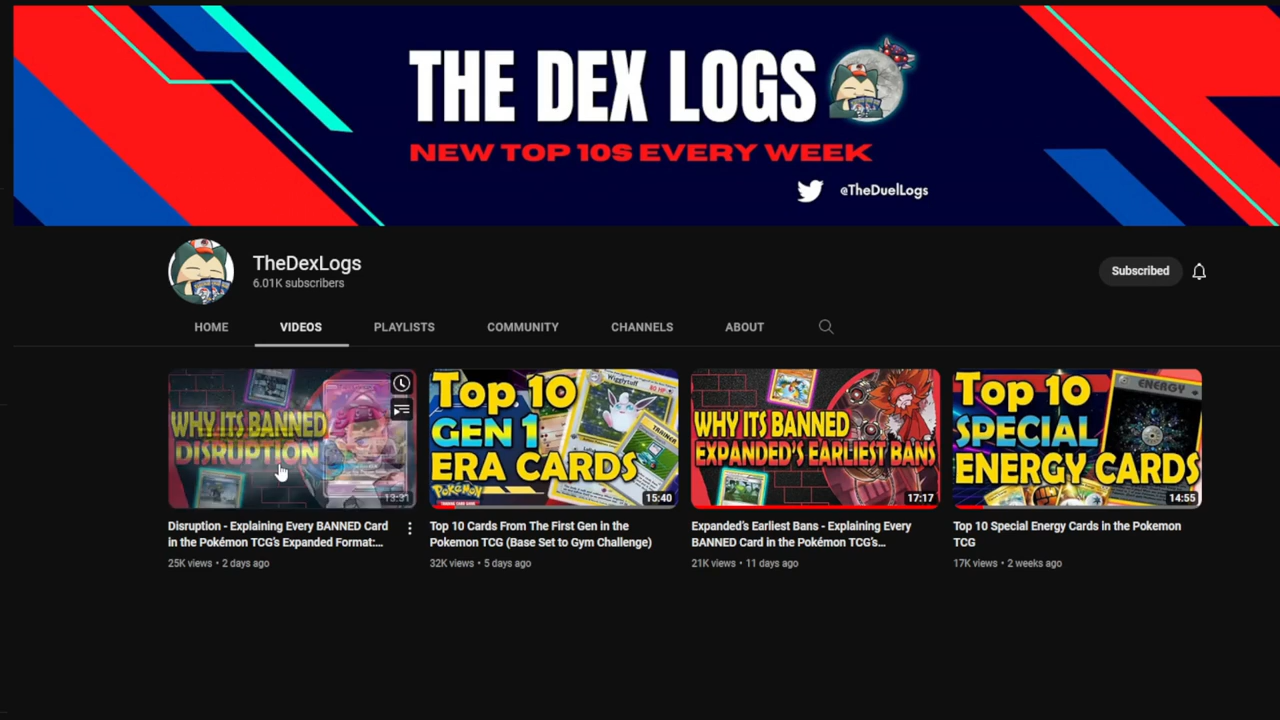 THE DEX LOGS
NEW TOP 10S EVERY WEEK
@TheDuelLogs
TheDexLogs
6.01K subscribers
Subscribed
HOME VIDEOS PLAYLISTS COMMUNITY CHANNELS ABOUT
WHY ITS BANNED
DISRUPTION
13:31
Top 10
GEN 1
ERA CARDS
Wigglytuff
80 HP
TRAINER
Pokémon
15:40
WHY ITS BANNED
EXPANDED'S EARLIEST BANS
17:17
Top 10
SPECIAL
ENERGY CARDS
ENERGY
14:55
Disruption - Explaining Every BANNED Card
in the Pokémon TCG's Expanded Format:...
25K views • 2 days ago
Top 10 Cards From The First Gen in the
Pokemon TCG (Base Set to Gym Challenge)
32K views • 5 days ago
Expanded's Earliest Bans - Explaining Every
BANNED Card in the Pokémon TCG's...
21K views • 11 days ago
Top 10 Special Energy Cards in the Pokemon
TCG
17K views • 2 weeks ago